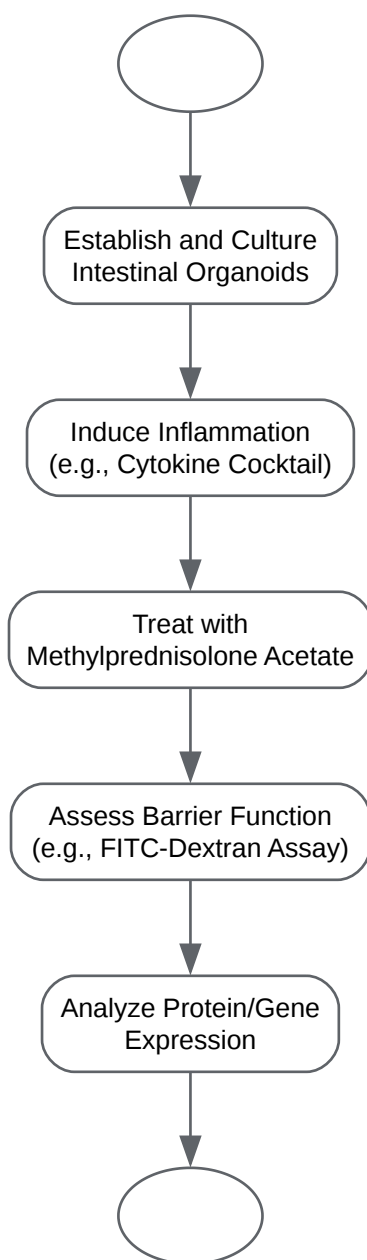 Establish and Culture
Intestinal Organoids
Induce Inflammation
(e.g., Cytokine Cocktail)
Treat with
Methylprednisolone Acetate
Assess Barrier Function
(e.g., FITC-Dextran Assay)
Analyze Protein/Gene
Expression